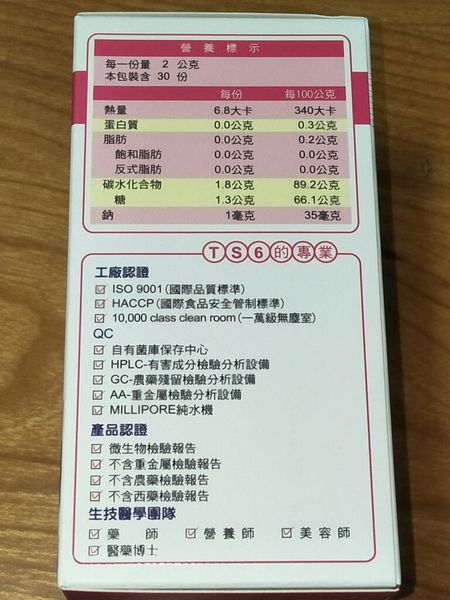 營養標示
每一份量 2 公克
本包裝含 30 份
每份 每100公克
熱量 6.8大卡 340大卡
蛋白質 0.0公克 0.3公克
脂肪 0.0公克 0.2公克
飽和脂肪 0.0公克 0.0公克
反式脂肪 0.0公克 0.0公克
碳水化合物 1.8公克 89.2公克
糖 1.3公克 66.1公克
鈉 1毫克 35毫克
TS6的專業
工廠認證
☑ ISO 9001(國際品質標準)
☑ HACCP(國際食品安全管制標準)
☑ 10,000 class clean room(一萬級無塵室)
QC
☑ 自有菌庫保存中心
☑ HPLC-有害成分檢驗分析設備
☑ GC-農藥殘留檢驗分析設備
☑ AA-重金屬檢驗分析設備
☑ MILLIPORE純水機
產品認證
☑ 微生物檢驗報告
☑ 不含重金屬檢驗報告
☑ 不含農藥檢驗報告
☑ 不含西藥檢驗報告
生技醫學團隊
☑ 藥師 ☑ 營養師 ☑ 美容師
☑ 醫藥博士